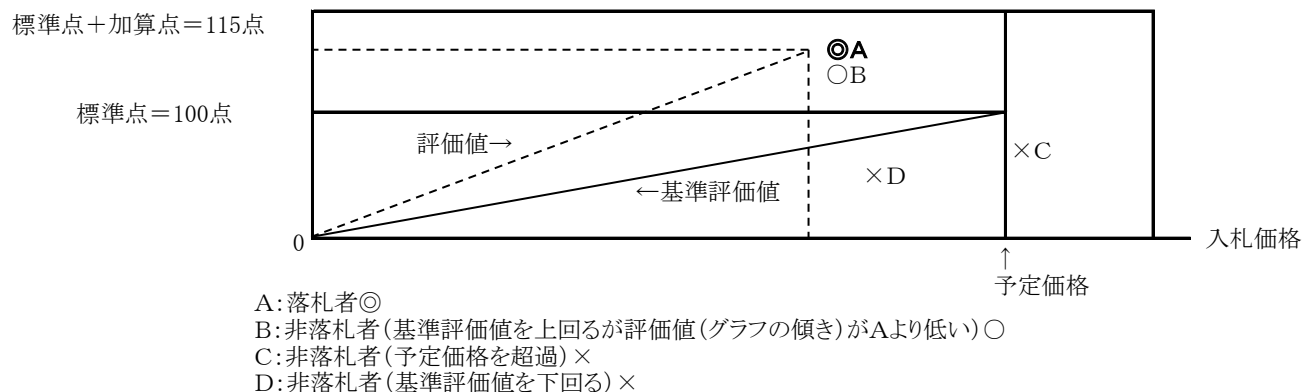 標準点＋加算点＝115点
◎A
○B
標準点＝100点
評価値→
×C
×D
←基準評価値
0
入札価格
↑
予定価格
A：落札者◎
B：非落札者（基準評価値を上回るが評価値（グラフの傾き）がAより低い）○
C：非落札者（予定価格を超過）×
D：非落札者（基準評価値を下回る）×